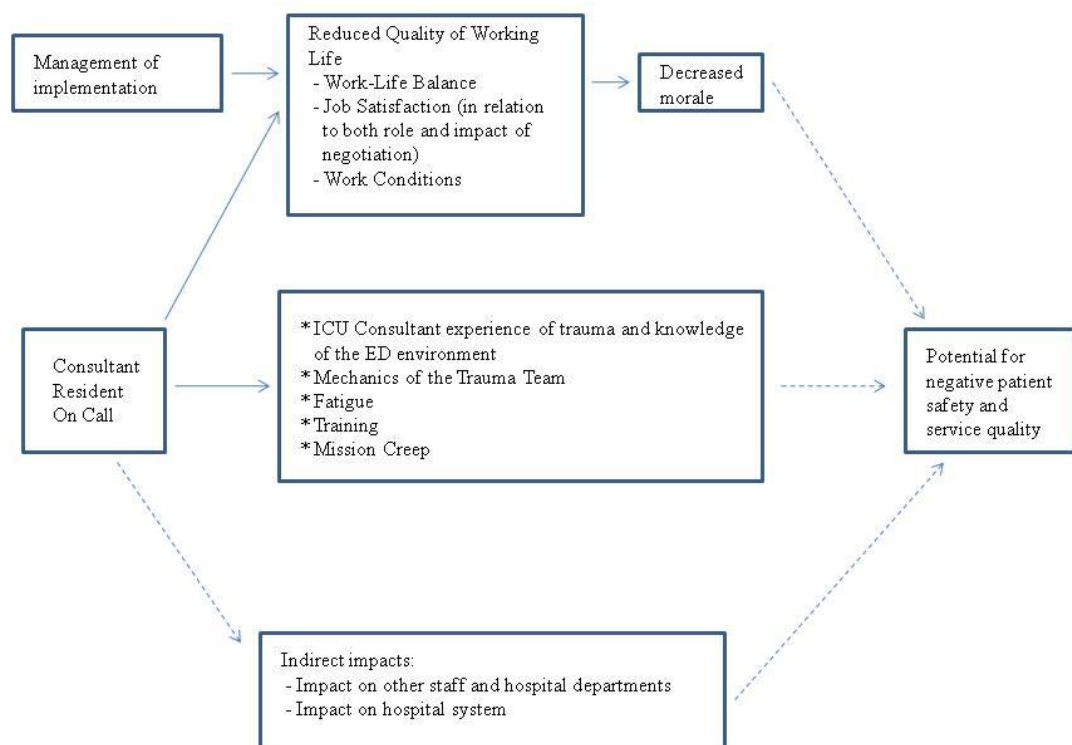 Management of
implementation
Reduced Quality of Working
Life
- Work-Life Balance
- Job Satisfaction (in relation
to both role and impact of
negotiation)
- Work Conditions
Decreased
morale
Consultant
Resident
On Call
*ICU Consultant experience of trauma and knowledge
of the ED environment
*Mechanics of the Trauma Team
*Fatigue
*Training
*Mission Creep
Potential for
negative patient
safety and
service quality
Indirect impacts:
- Impact on other staff and hospital departments
- Impact on hospital system